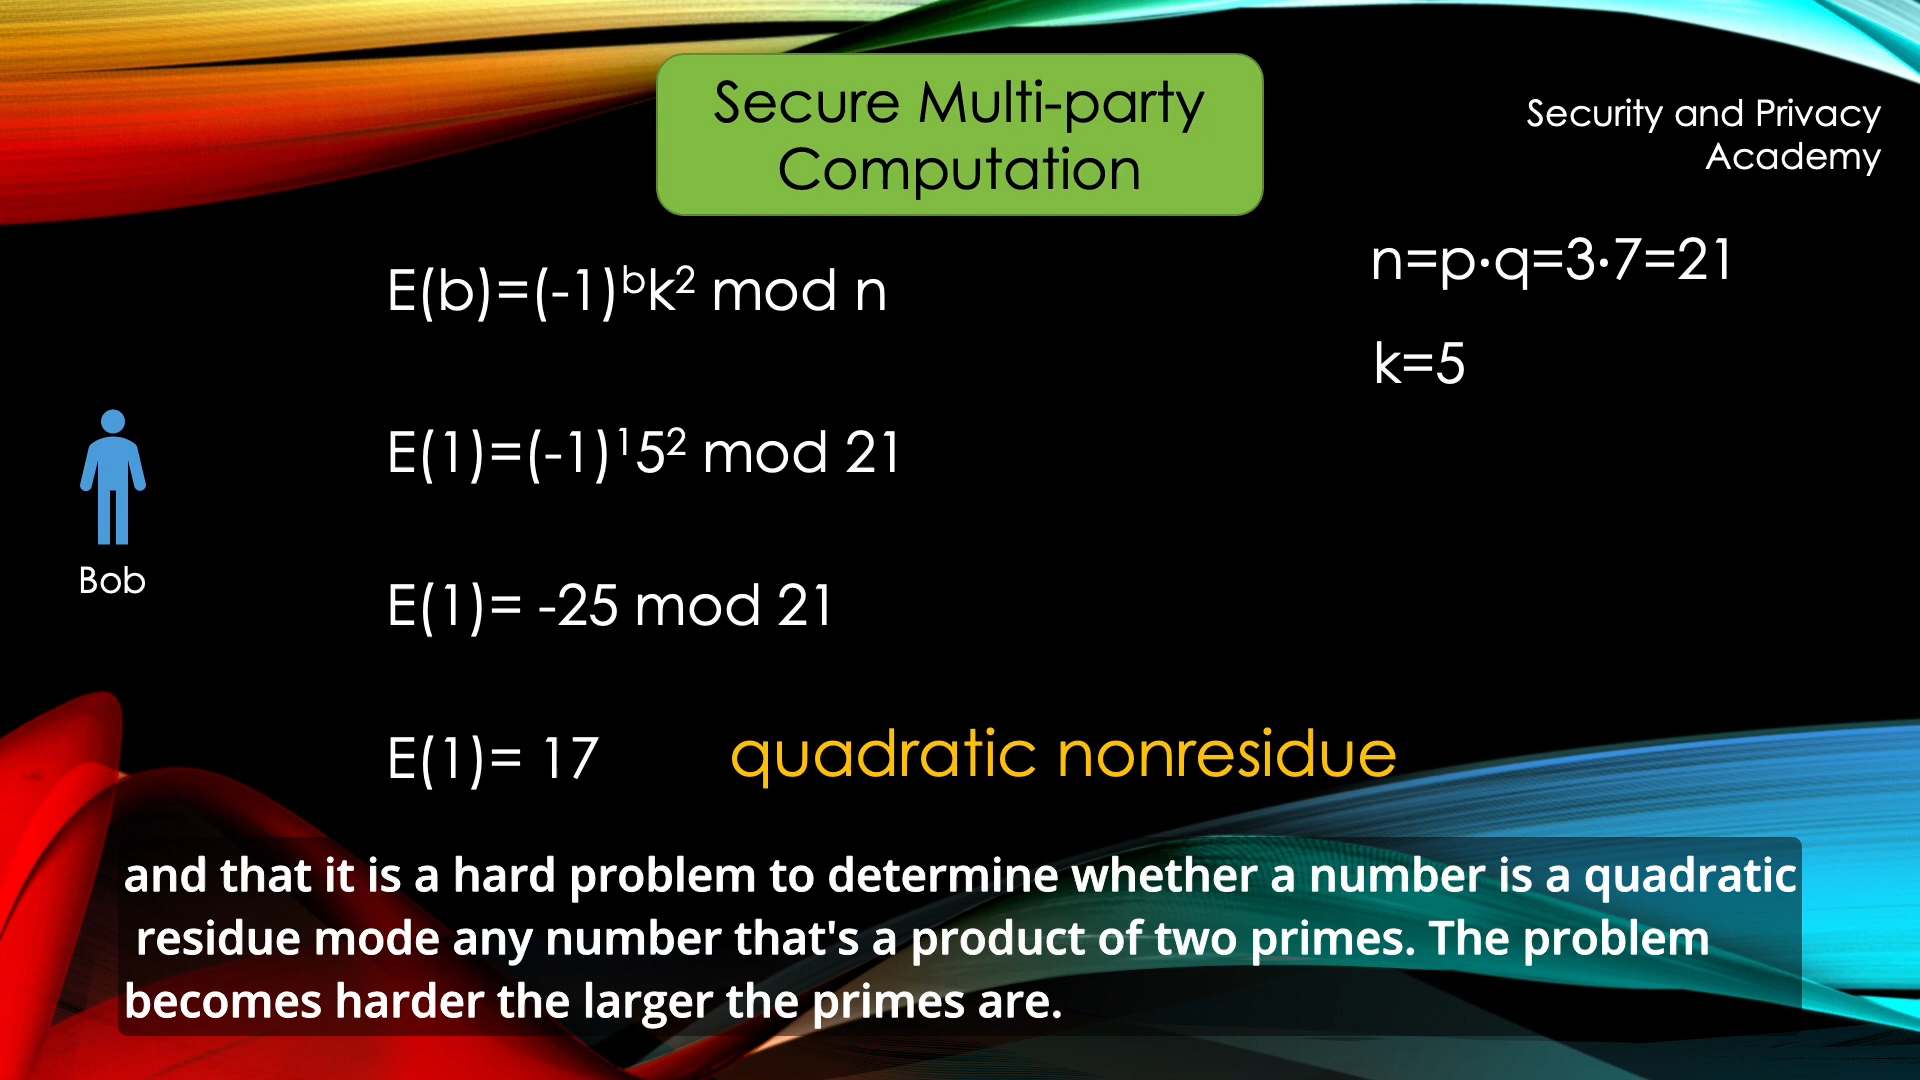 Secure Multi-party
Computation
Security and Privacy
Academy
n=p·q=3·7=21
k=5
E(b)=(-1)ᵇk² mod n
E(1)=(-1)¹5² mod 21
E(1)= -25 mod 21
E(1)= 17 quadratic nonresidue
Bob
and that it is a hard problem to determine whether a number is a quadratic
residue mode any number that's a product of two primes. The problem
becomes harder the larger the primes are.